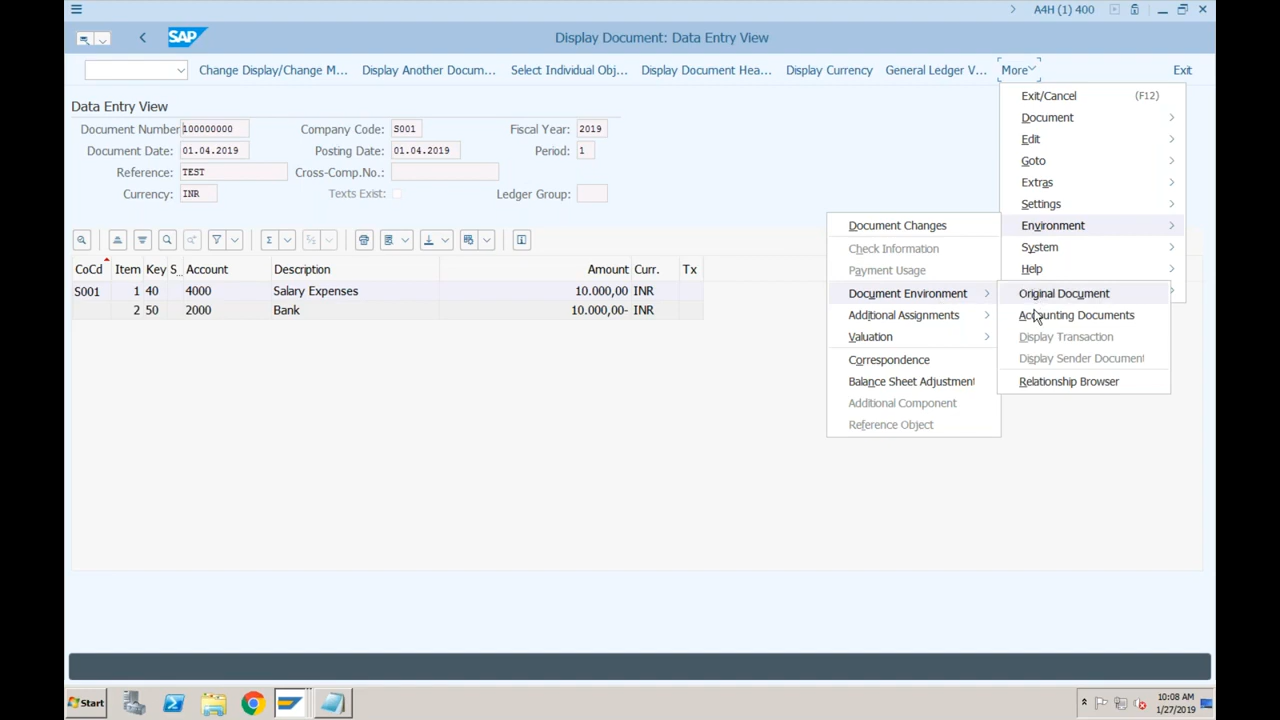 A4H (1) 400
SAP Display Document: Data Entry View
Change Display/Change M... Display Another Docum... Select Individual Obj... Display Document Hea... Display Currency General Ledger V... More Exit
Data Entry View
Document Number 100000000 Company Code: S001 Fiscal Year: 2019
Document Date: 01.04.2019 Posting Date: 01.04.2019 Period: 1
Reference: TEST Cross-Comp.No.:
Currency: INR Texts Exist: Ledger Group:
CoCd Item Key S.. Account Description Amount Curr. Tx
S001 1 40 4000 Salary Expenses 10.000,00 INR
2 50 2000 Bank 10.000,00- INR
Exit/Cancel (F12)
Document
Edit
Goto
Extras
Settings
Environment
System
Help
Document Changes
Check Information
Payment Usage
Document Environment
Additional Assignments
Valuation
Correspondence
Balance Sheet Adjustment
Additional Component
Reference Object
Original Document
Accounting Documents
Display Transaction
Display Sender Document
Relationship Browser
Start
10:08 AM
1/27/2019